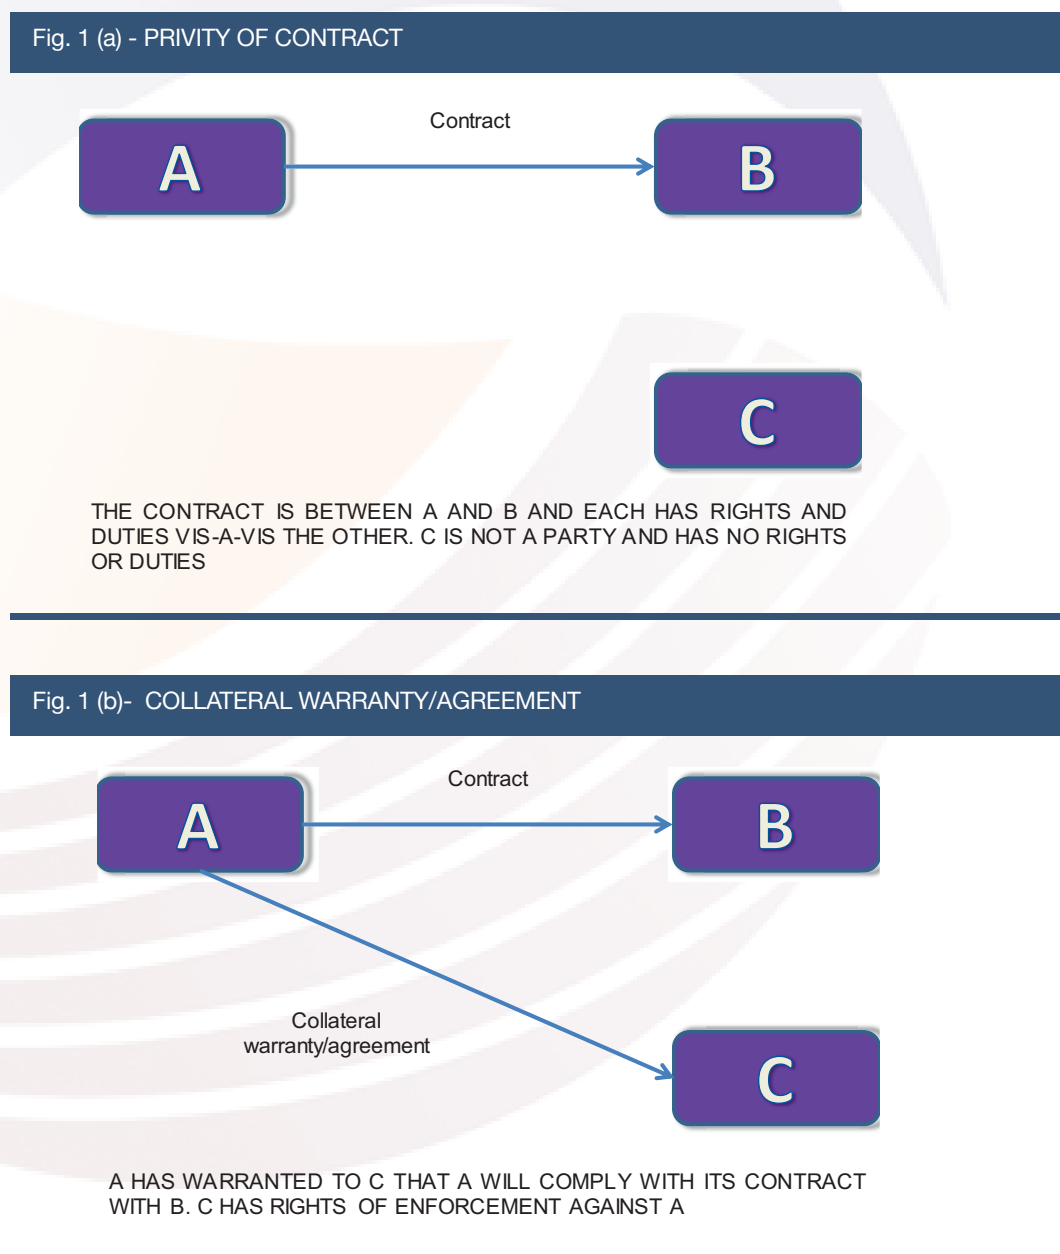 Fig. 1 (a) - PRIVITY OF CONTRACT
Contract
A
B
C
THE CONTRACT IS BETWEEN A AND B AND EACH HAS RIGHTS AND
DUTIES VIS-A-VIS THE OTHER. C IS NOT A PARTY AND HAS NO RIGHTS
OR DUTIES
Fig. 1 (b)- COLLATERAL WARRANTY/AGREEMENT
Contract
A
B
Collateral
warranty/agreement
C
A HAS WARRANTED TO C THAT A WILL COMPLY WITH ITS CONTRACT
WITH B. C HAS RIGHTS OF ENFORCEMENT AGAINST A